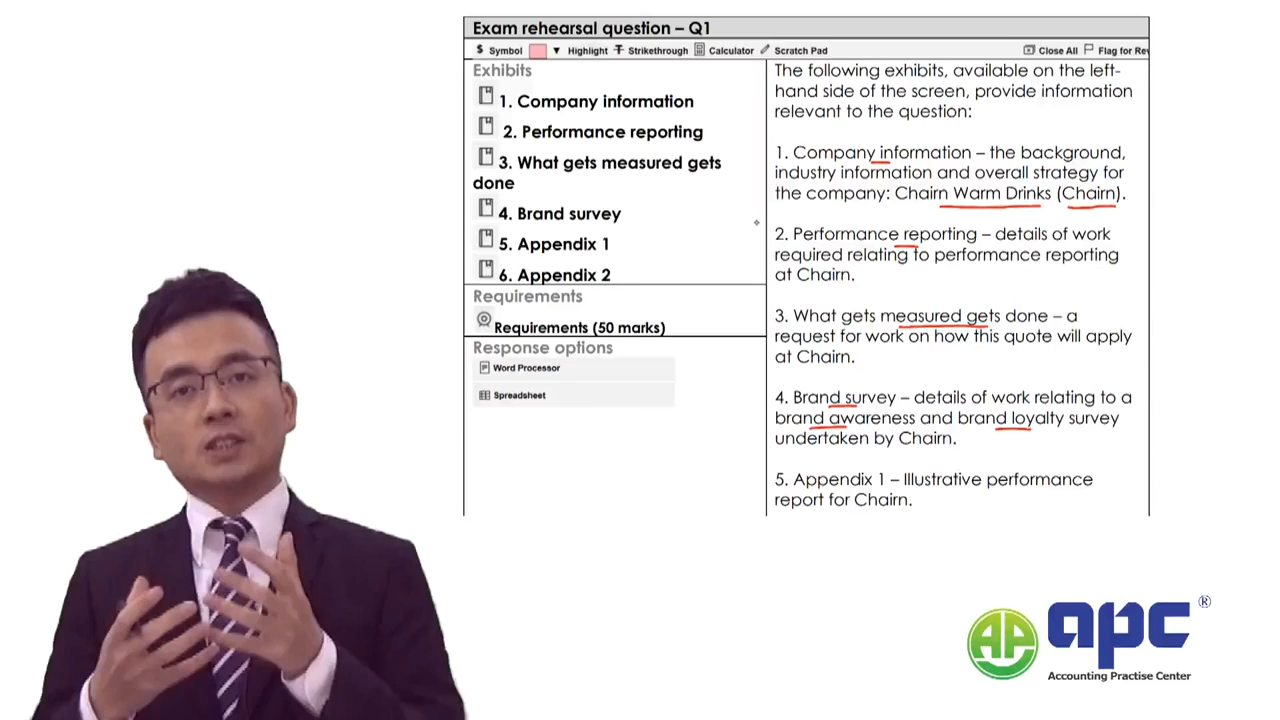 Exam rehearsal question – Q1
$ Symbol ▼ Highlight Strikethrough Calculator Scratch Pad Close All Flag for Re
Exhibits
1. Company information
2. Performance reporting
3. What gets measured gets
done
4. Brand survey
5. Appendix 1
6. Appendix 2
Requirements
Requirements (50 marks)
Response options
Word Processor
Spreadsheet
The following exhibits, available on the left-
hand side of the screen, provide information
relevant to the question:
1. Company information – the background,
industry information and overall strategy for
the company: Chairn Warm Drinks (Chairn).
2. Performance reporting – details of work
required relating to performance reporting
at Chairn.
3. What gets measured gets done – a
request for work on how this quote will apply
at Chairn.
4. Brand survey – details of work relating to a
brand awareness and brand loyalty survey
undertaken by Chairn.
5. Appendix 1 – Illustrative performance
report for Chairn.
AP
apc ®
Accounting Practise Center